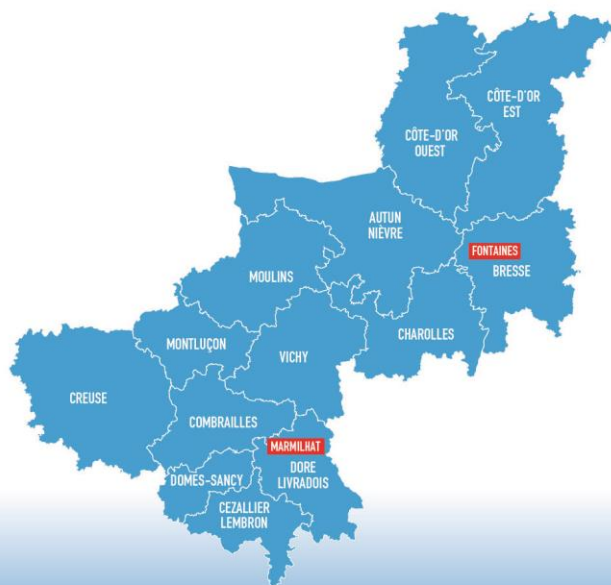 CÔTE-D'OR
EST
CÔTE-D'OR
OUEST
AUTUN
NIÈVRE
FONTAINES
BRESSE
MOULINS
CHAROLLES
MONTLUÇON
VICHY
CREUSE
COMBRAILLES
MARMILHAT
DORE
LIVRADOIS
DOMES-SANCY
CEZALLIER
LEMBRON